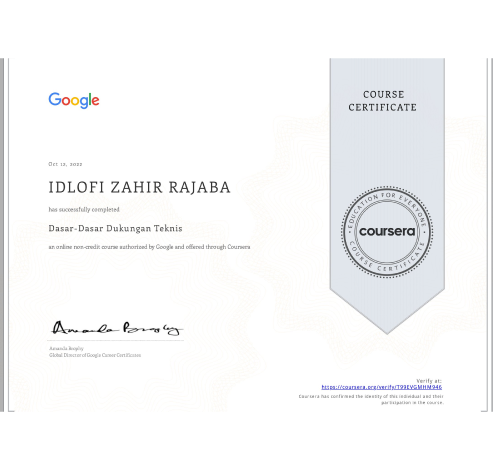 Google
COURSE
CERTIFICATE
Oct 12, 2022
IDLOFI ZAHIR RAJABA
has successfully completed
Dasar-Dasar Dukungan Teknis
an online non-credit course authorized by Google and offered through Coursera
EDUCATION FOR EVERYONE
coursera
COURSE CERTIFICATE
Amanda Brophy
Amanda Brophy
Global Director of Google Career Certificates
Verify at:
https://coursera.org/verify/T99EVGMHM946
Coursera has confirmed the identity of this individual and their
participation in the course.